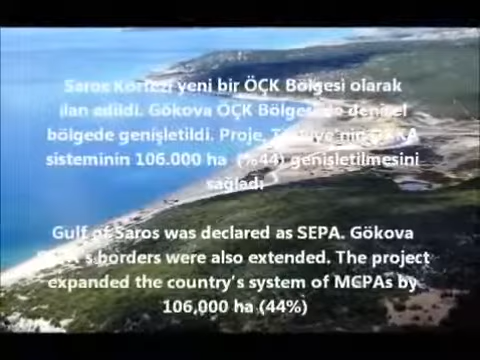 Saros Körfezi yeni bir ÖÇK Bölgesi olarak
ilan edildi. Gökova ÖÇK Bölgesi de denizel
bölgede genişletildi. Proje, Türkiye'nin
sisteminin 106.000 ha (%44) genişletilmesini
sağladı
Gulf of Saros was declared as SEPA. Gökova
borders were also extended. The project
expanded the country's system of MCPAs by
106,000 ha (44%)